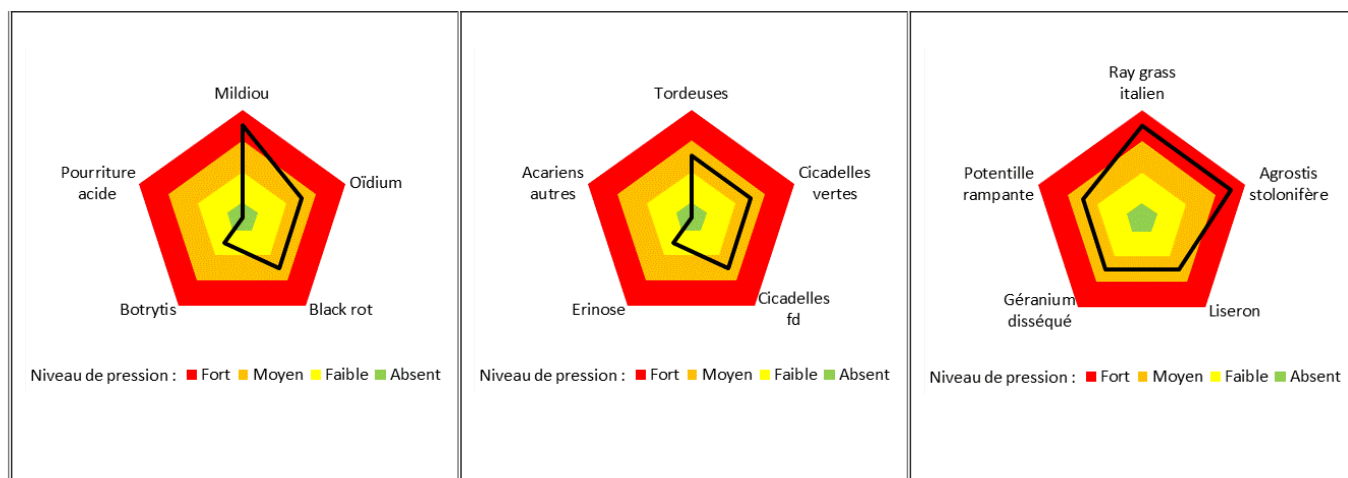 Mildiou
Pourriture
acide
Oïdium
Botrytis
Black rot
Niveau de pression : Fort Moyen Faible Absent
Tordeuses
Acariens
autres
Cicadelles
vertes
Erinose
Cicadelles
fd
Niveau de pression : Fort Moyen Faible Absent
Ray grass
italien
Potentille
rampante
Agrostis
stolonifère
Géranium
disséqué
Liseron
Niveau de pression : Fort Moyen Faible Absent